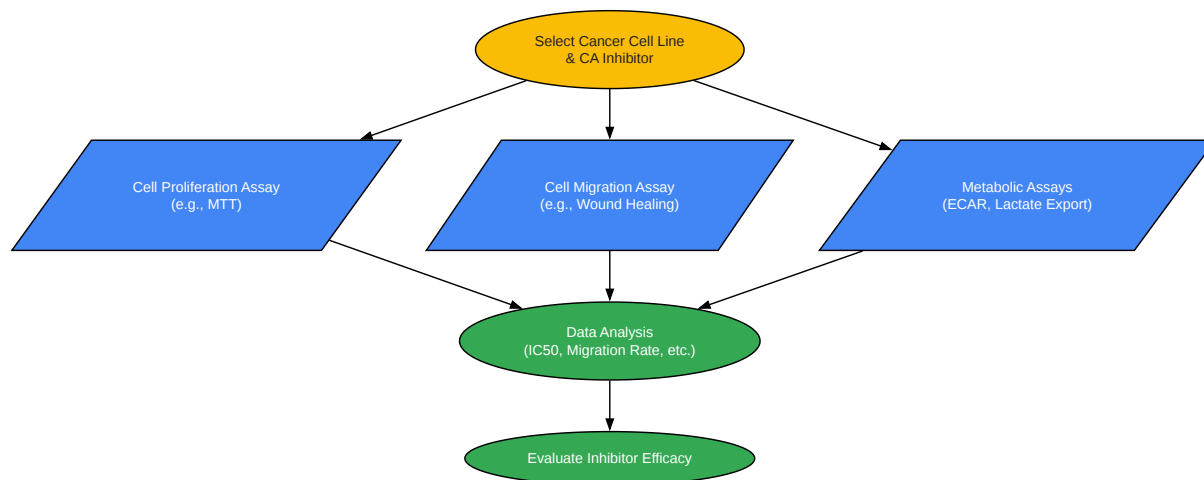 Select Cancer Cell Line
& CA Inhibitor
Cell Proliferation Assay
(e.g., MTT)
Cell Migration Assay
(e.g., Wound Healing)
Metabolic Assays
(ECAR, Lactate Export)
Data Analysis
(IC50, Migration Rate, etc.)
Evaluate Inhibitor Efficacy